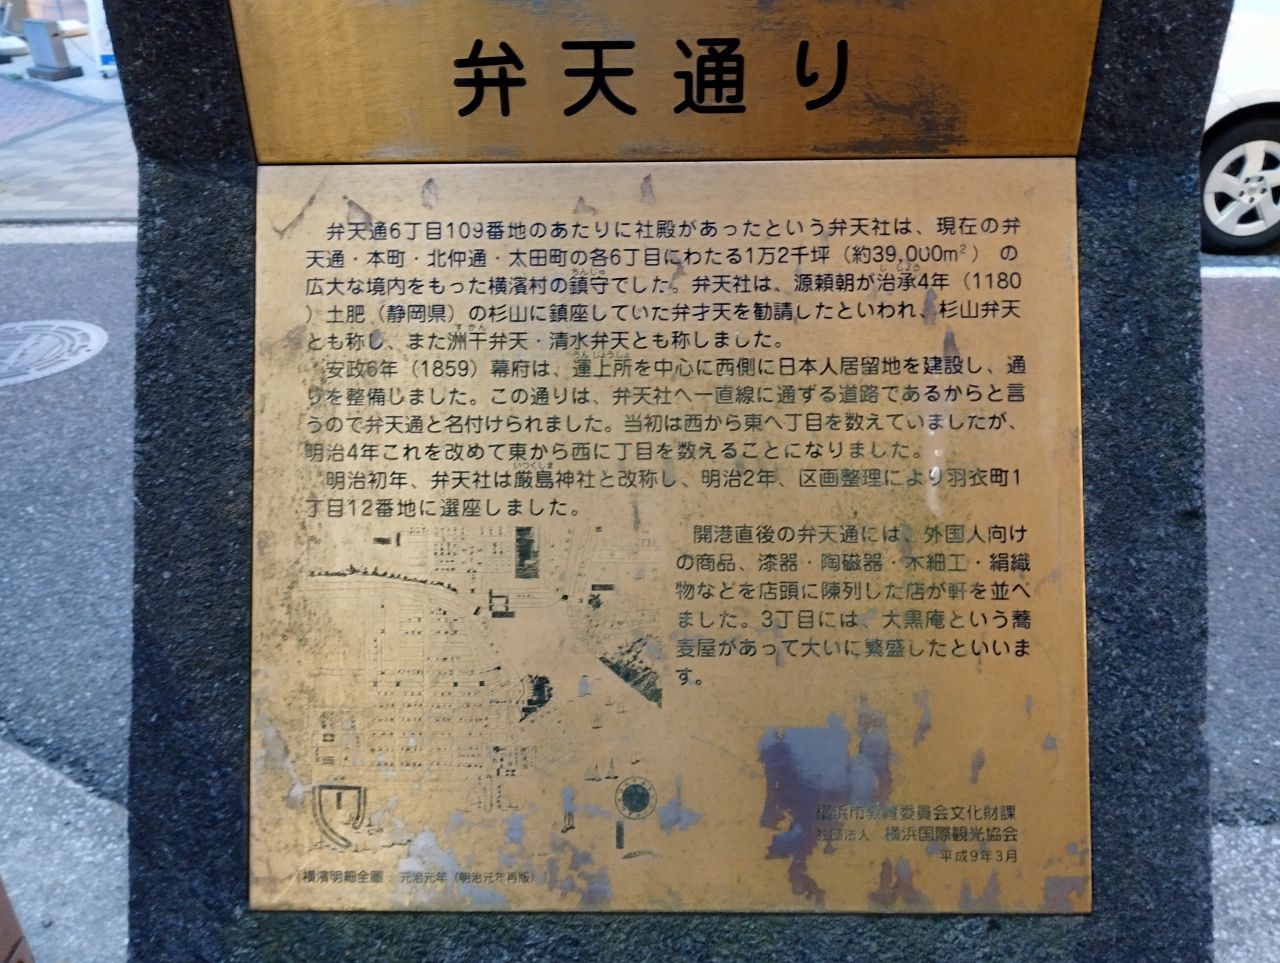 弁天通り
弁天通6丁目109番地のあたりに社殿があったという弁天社は、現在の弁
天通・本町・北仲通・太田町の各6丁目にわたる1万2千坪（約39,000m²）の
広大な境内をもった横濱村の鎮守でした。弁天社は、源頼朝が治承4年（1180
）土肥（静岡県）の杉山に鎮座していた弁才天を勧請したといわれ、杉山弁天
とも称し、また洲干弁天・清水弁天とも称しました。
安政6年（1859）幕府は、運上所を中心に西側に日本人居留地を建設し、通
りを整備しました。この通りは、弁天社へ一直線に通ずる道路であるからと言
うので弁天通と名付けられました。当初は西から東へ丁目を数えていましたが、
明治4年これを改めて東から西に丁目を数えることになりました。
明治初年、弁天社は厳島神社と改称し、明治2年、区画整理により羽衣町1
丁目12番地に遷座しました。
開港直後の弁天通には、外国人向け
の商品、漆器・陶磁器・木細工・絹織
物などを店頭に陳列した店が軒を並べ
ました。3丁目には、大黒庵という蕎
麦屋があって大いに繁盛したといいま
す。
横浜市教育委員会文化財課
社団法人　横浜国際観光協会
平成9年3月
横濱明細全圖　元治元年（明治元年再版）